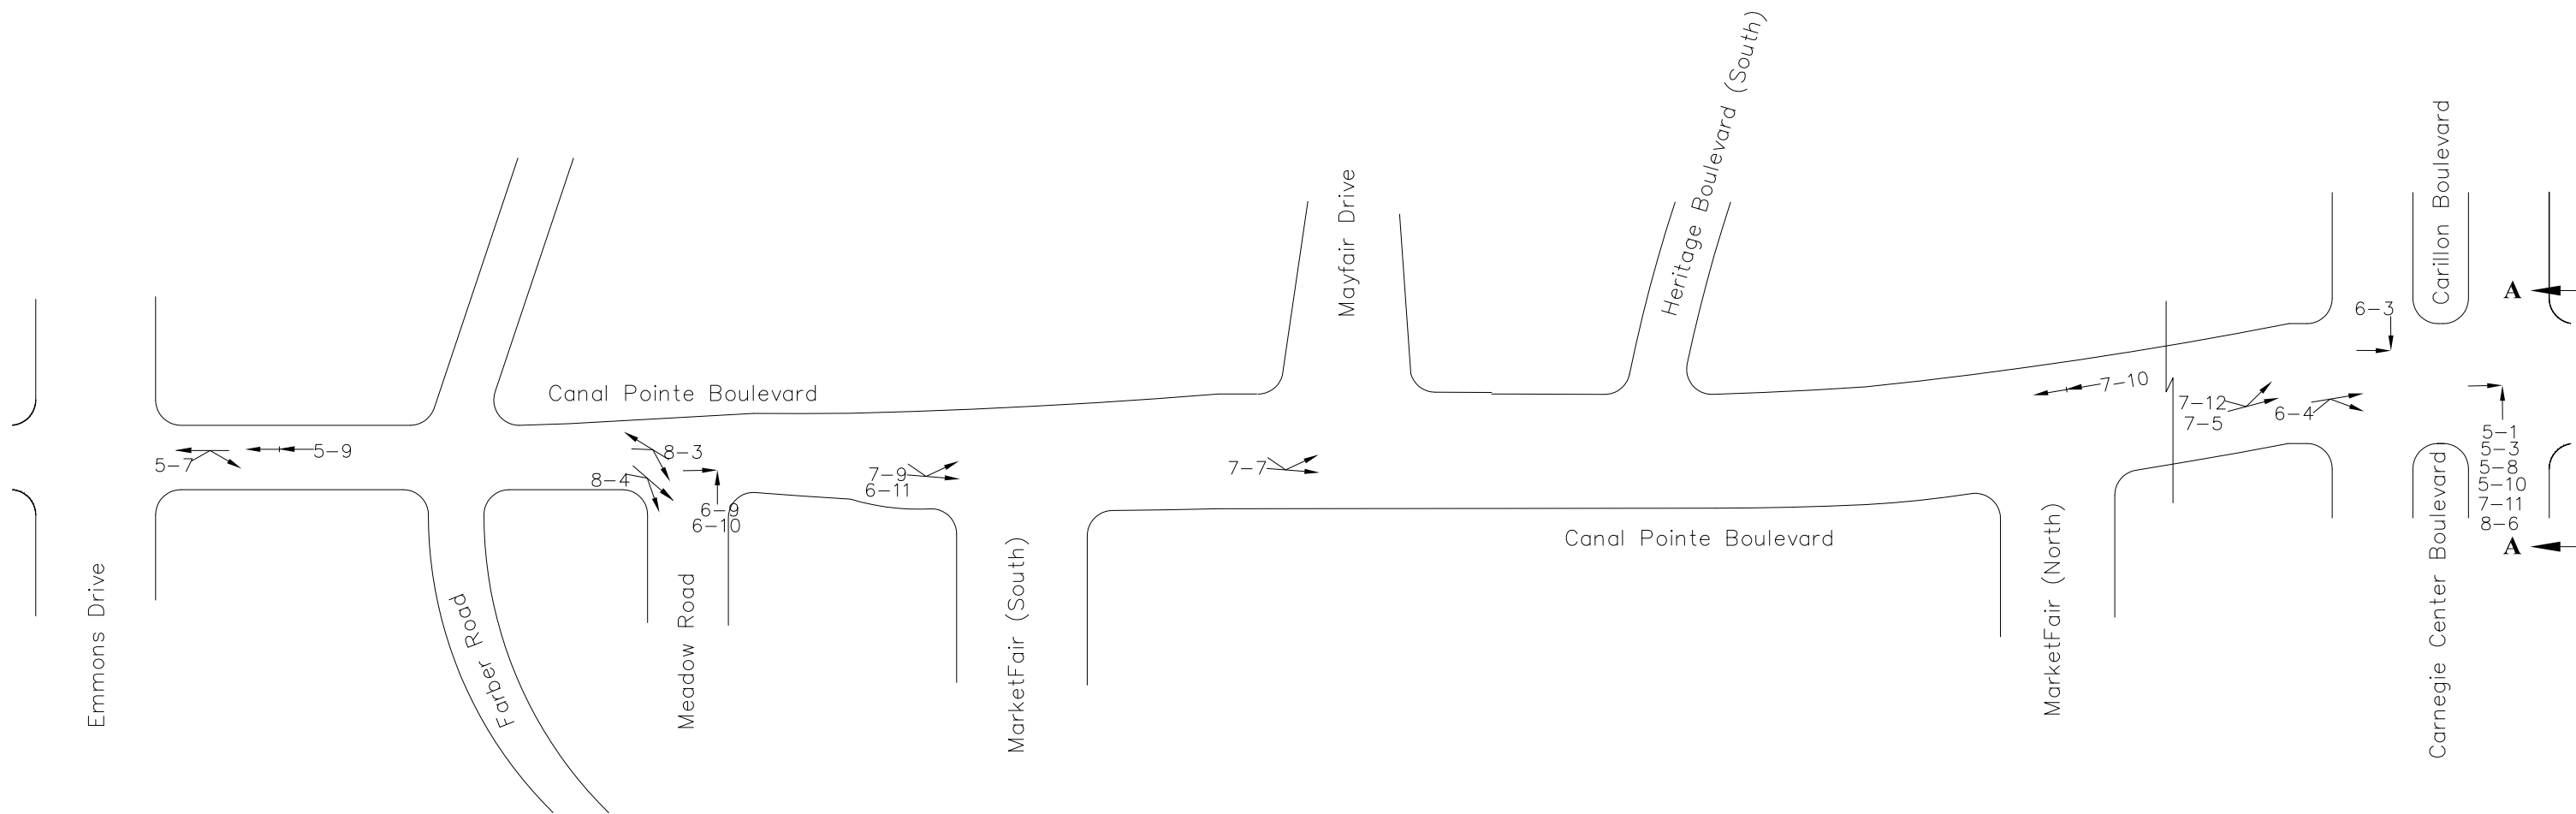 Heritage Boulevard (South)
Carillon Boulevard
Mayfair Drive
A
6-3
Canal Pointe Boulevard
7-10
7-12
7-5
6-4
5-9
5-7
8-3
8-4
6-9
6-10
7-9
6-11
7-7
5-1
5-3
5-8
5-10
7-11
8-6
A
Canal Pointe Boulevard
Emmons Drive
Farber Road
Meadow Road
MarketFair (South)
MarketFair (North)
Carnegie Center Boulevard